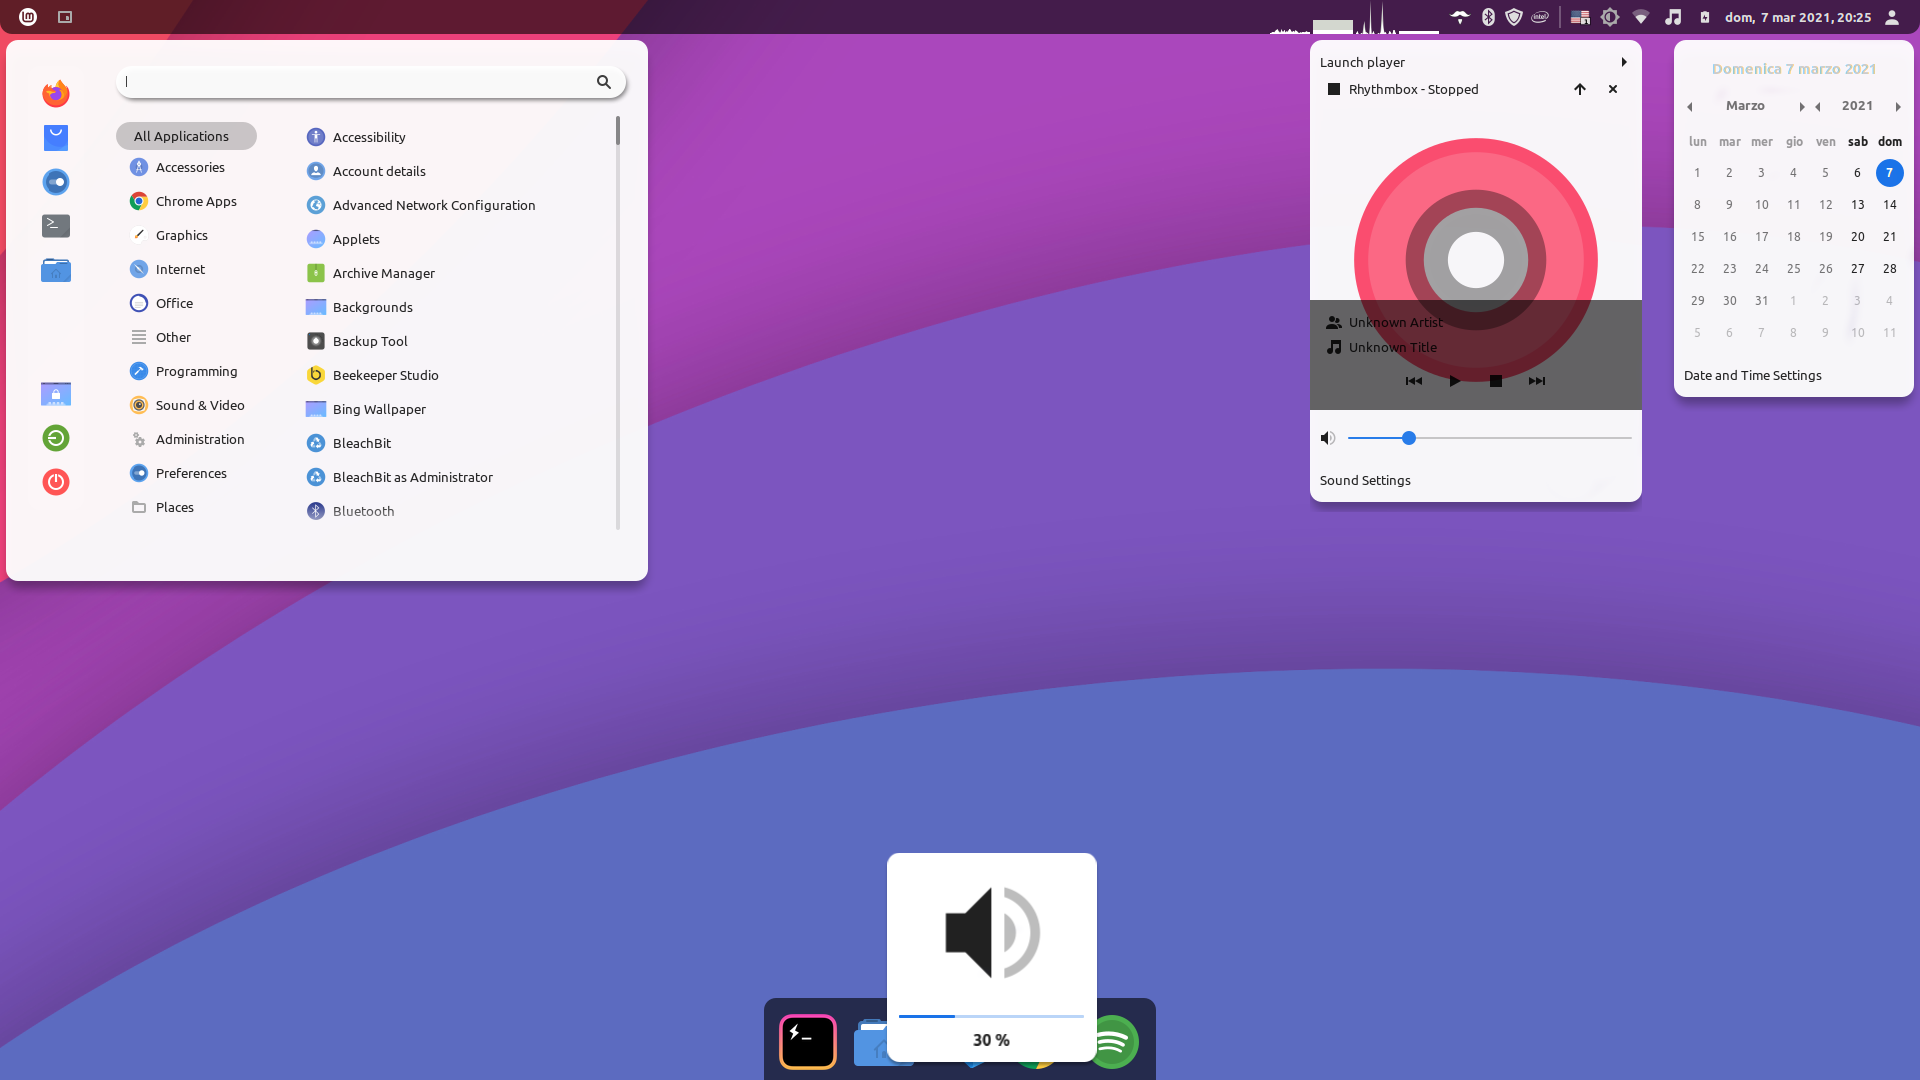 dom, 7 mar 2021, 20:25
All Applications
Accessories
Chrome Apps
Graphics
Internet
Office
Other
Programming
Sound & Video
Administration
Preferences
Places
Accessibility
Account details
Advanced Network Configuration
Applets
Archive Manager
Backgrounds
Backup Tool
Beekeeper Studio
Bing Wallpaper
BleachBit
BleachBit as Administrator
Bluetooth
Launch player
Rhythmbox - Stopped
Unknown Artist
Unknown Title
Sound Settings
Domenica 7 marzo 2021
Marzo 2021
lun mar mer gio ven sab dom
1 2 3 4 5 6 7
8 9 10 11 12 13 14
15 16 17 18 19 20 21
22 23 24 25 26 27 28
29 30 31 1 2 3 4
5 6 7 8 9 10 11
Date and Time Settings
30 %